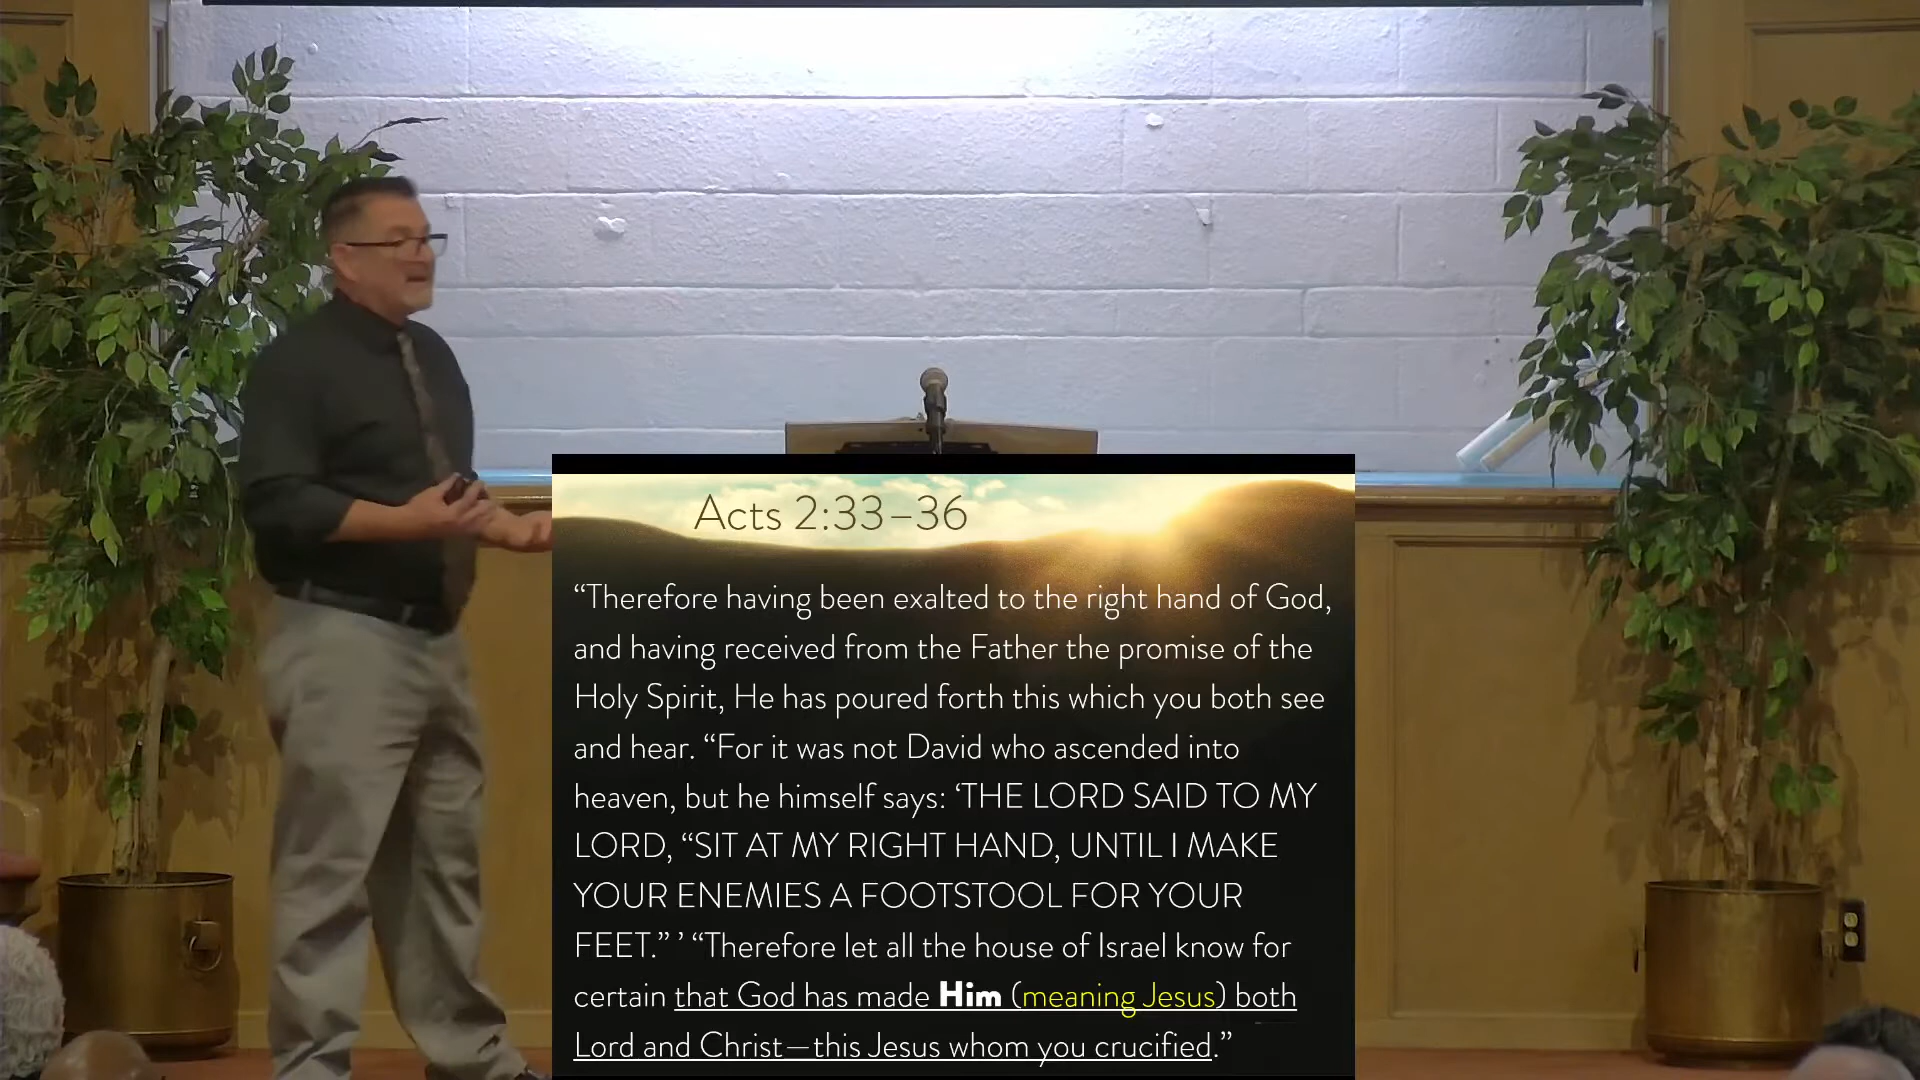 Acts 2:33–36
“Therefore having been exalted to the right hand of God,
and having received from the Father the promise of the
Holy Spirit, He has poured forth this which you both see
and hear. “For it was not David who ascended into
heaven, but he himself says: ‘THE LORD SAID TO MY
LORD, “SIT AT MY RIGHT HAND, UNTIL I MAKE
YOUR ENEMIES A FOOTSTOOL FOR YOUR
FEET.” ’ “Therefore let all the house of Israel know for
certain that God has made Him (meaning Jesus) both
Lord and Christ—this Jesus whom you crucified.”